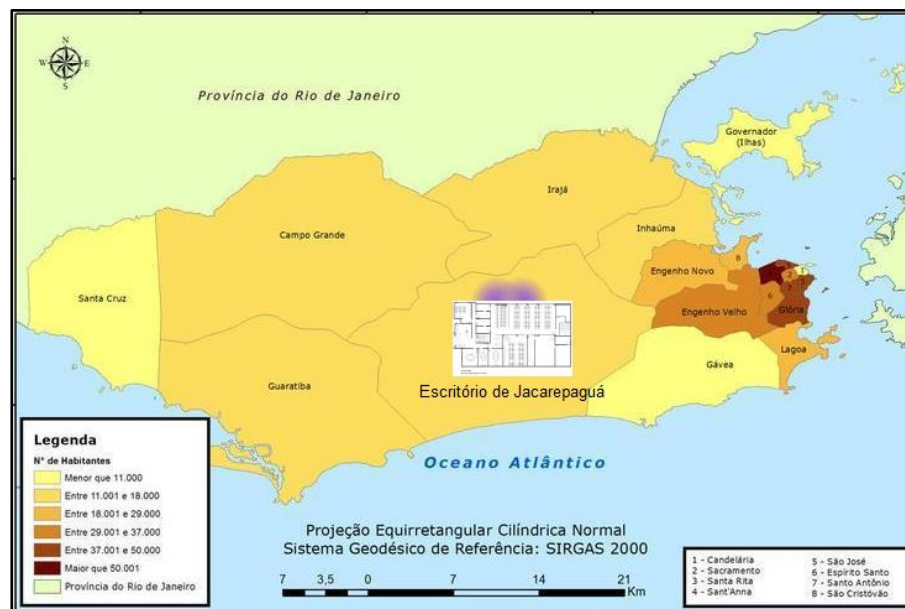 N
W E
S
Província do Rio de Janeiro
Governador
(Ilhas)
Irajá
Inhaúma
Campo Grande
Engenho Novo
8
Santa Cruz
2
1
6
7
Engenho Velho
Glória
Lagoa
Gávea
Guaratiba
Escritório de Jacarepaguá
Oceano Atlântico
Legenda
N° de Habitantes
Menor que 11.000
Entre 11.001 e 18.000
Entre 18.001 e 29.000
Entre 29.001 e 37.000
Entre 37.001 e 50.000
Maior que 50.001
Província do Rio de Janeiro
Projeção Equirretangular Cilíndrica Normal
Sistema Geodésico de Referência: SIRGAS 2000
7 3,5 0 7 14 21
Km
1 - Candelária
2 - Sacramento
3 - Santa Rita
4 - Sant'Anna
5 - São José
6 - Espírito Santo
7 - Santo Antônio
8 - São Cristóvão